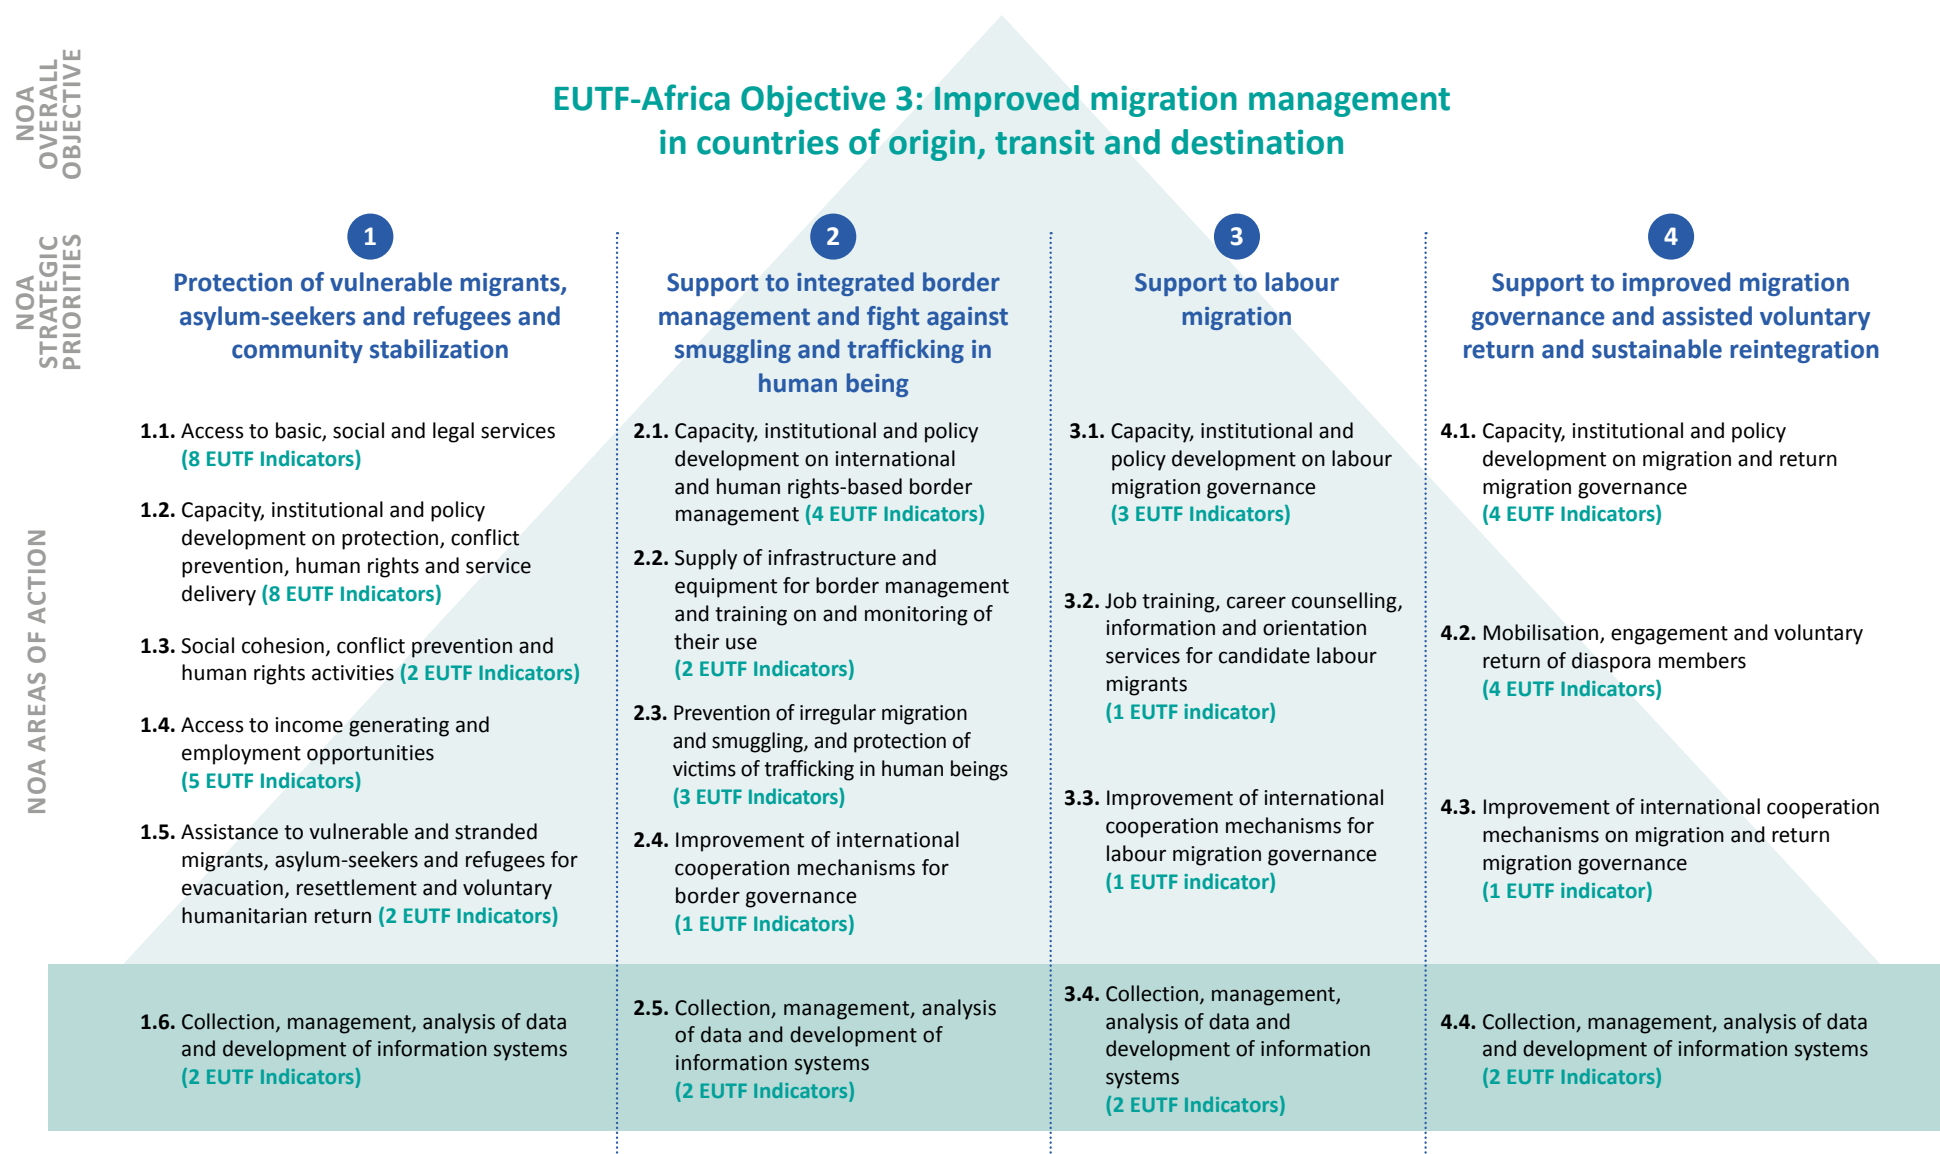 NOA
OVERALL
OBJECTIVE
EUTF-Africa Objective 3: Improved migration management
in countries of origin, transit and destination
NOA
STRATEGIC
PRIORITIES
1
Protection of vulnerable migrants,
asylum-seekers and refugees and
community stabilization
2
Support to integrated border
management and fight against
smuggling and trafficking in
human being
3
Support to labour
migration
4
Support to improved migration
governance and assisted voluntary
return and sustainable reintegration
NOA AREAS OF ACTION
1.1. Access to basic, social and legal services
(8 EUTF Indicators)
1.2. Capacity, institutional and policy
development on protection, conflict
prevention, human rights and service
delivery (8 EUTF Indicators)
1.3. Social cohesion, conflict prevention and
human rights activities (2 EUTF Indicators)
1.4. Access to income generating and
employment opportunities
(5 EUTF Indicators)
1.5. Assistance to vulnerable and stranded
migrants, asylum-seekers and refugees for
evacuation, resettlement and voluntary
humanitarian return (2 EUTF Indicators)
1.6. Collection, management, analysis of data
and development of information systems
(2 EUTF Indicators)
2.1. Capacity, institutional and policy
development on international
and human rights-based border
management (4 EUTF Indicators)
2.2. Supply of infrastructure and
equipment for border management
and training on and monitoring of
their use
(2 EUTF Indicators)
2.3. Prevention of irregular migration
and smuggling, and protection of
victims of trafficking in human beings
(3 EUTF Indicators)
2.4. Improvement of international
cooperation mechanisms for
border governance
(1 EUTF Indicators)
2.5. Collection, management, analysis
of data and development of
information systems
(2 EUTF Indicators)
3.1. Capacity, institutional and
policy development on labour
migration governance
(3 EUTF Indicators)
3.2. Job training, career counselling,
information and orientation
services for candidate labour
migrants
(1 EUTF indicator)
3.3. Improvement of international
cooperation mechanisms for
labour migration governance
(1 EUTF indicator)
3.4. Collection, management,
analysis of data and
development of information
systems
(2 EUTF Indicators)
4.1. Capacity, institutional and policy
development on migration and return
migration governance
(4 EUTF Indicators)
4.2. Mobilisation, engagement and voluntary
return of diaspora members
(4 EUTF Indicators)
4.3. Improvement of international cooperation
mechanisms on migration and return
migration governance
(1 EUTF indicator)
4.4. Collection, management, analysis of data
and development of information systems
(2 EUTF Indicators)